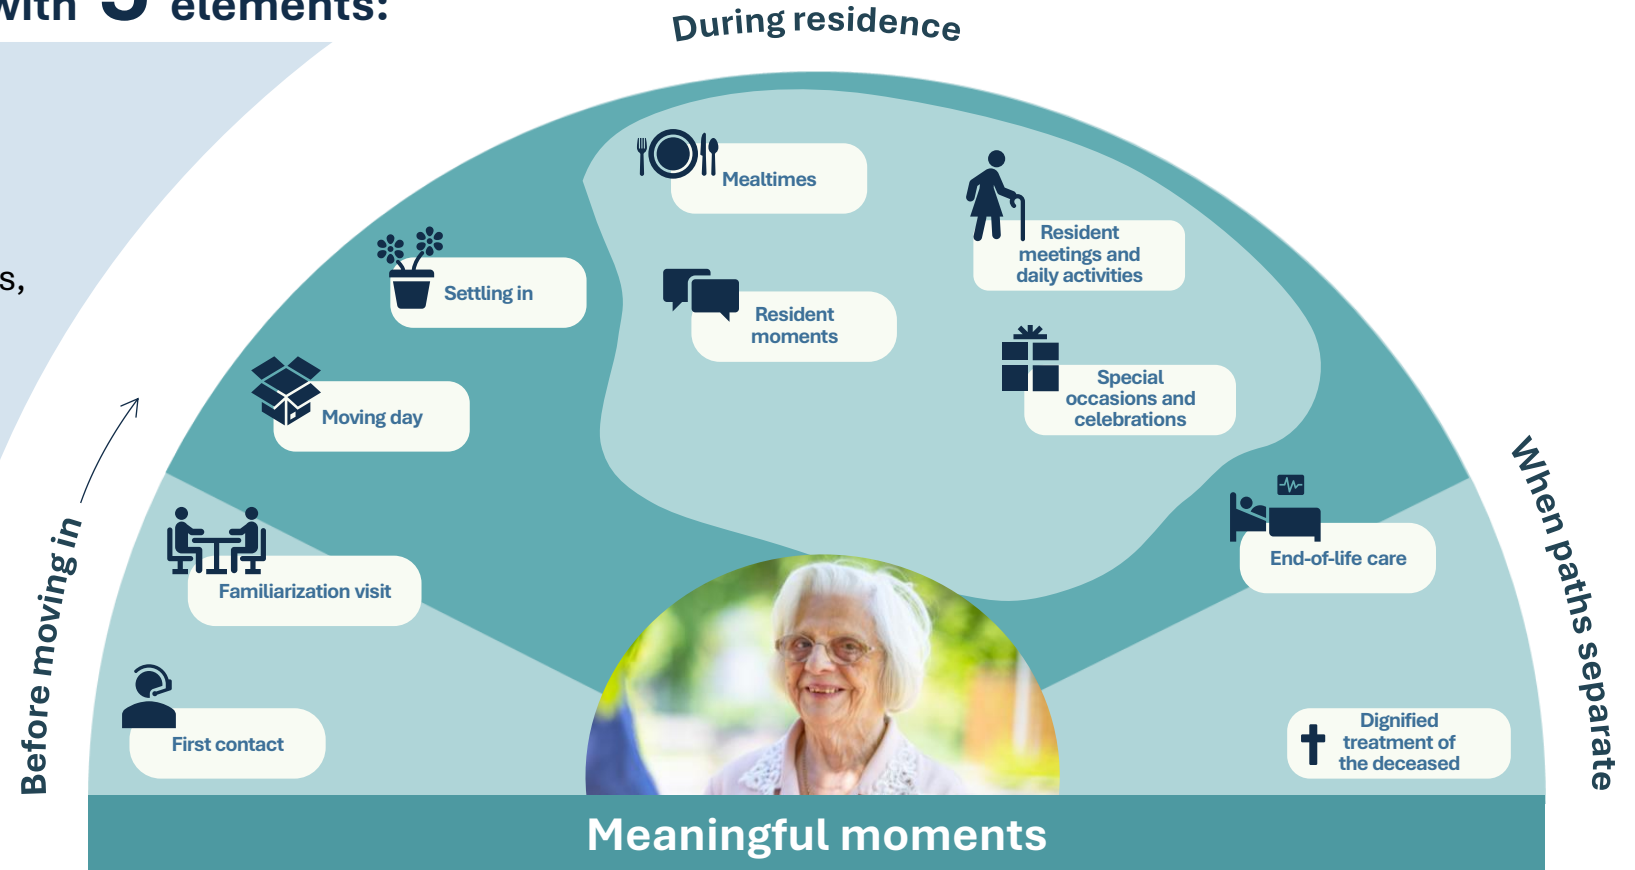 with 5 elements:
s,
During residence
Mealtimes
Resident
meetings and
daily activities
Settling in
Resident
moments
Special
occasions and
celebrations
Moving day
Before moving in
Familiarization visit
End-of-life care
When paths separate
First contact
Dignified
treatment of
the deceased
Meaningful moments